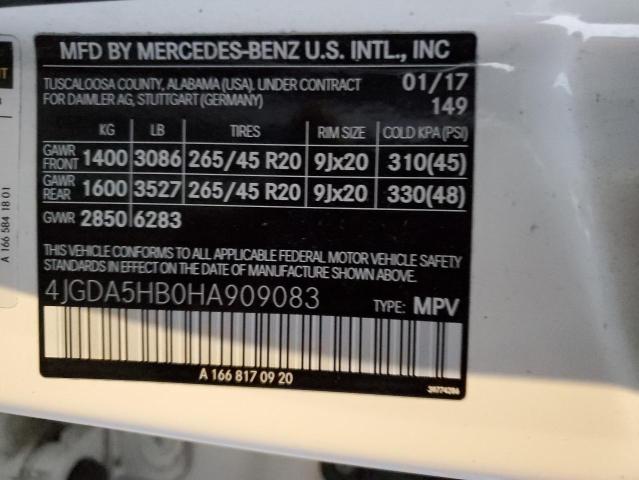 MFD BY MERCEDES-BENZ U.S. INTL., INC
TUSCALOOSA COUNTY, ALABAMA (USA), UNDER CONTRACT 01/17
FOR DAIMLER AG, STUTTGART (GERMANY) 149
KG LB TIRES RIM SIZE COLD KPA (PSI)
GAWR FRONT 1400 3086 265/45 R20 9Jx20 310(45)
GAWR REAR 1600 3527 265/45 R20 9Jx20 330(48)
GVWR 2850 6283
THIS VEHICLE CONFORMS TO ALL APPLICABLE FEDERAL MOTOR VEHICLE SAFETY
STANDARDS IN EFFECT ON THE DATE OF MANUFACTURE SHOWN ABOVE.
4JGDA5HB0HA909083 TYPE: MPV
A 166 817 09 20
A 166 584 18 01